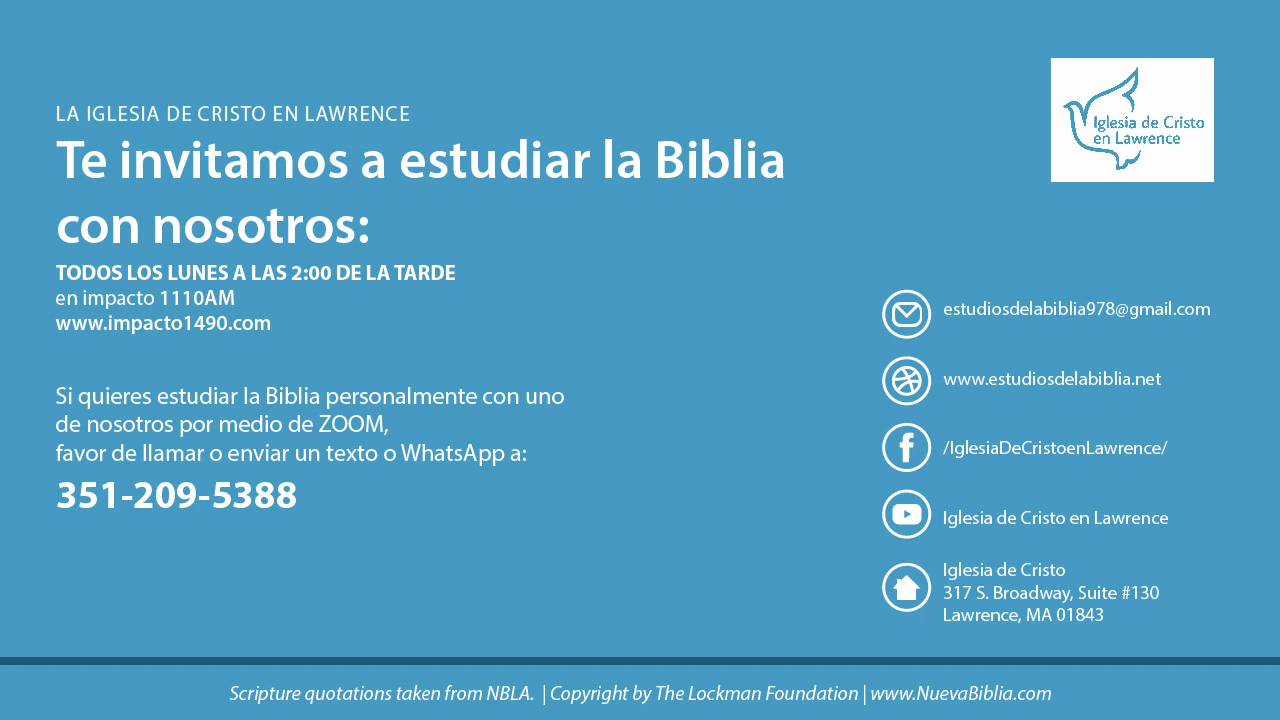 LA IGLESIA DE CRISTO EN LAWRENCE
Te invitamos a estudiar la Biblia
con nosotros:
TODOS LOS LUNES A LAS 2:00 DE LA TARDE
en impacto 1110AM
www.impacto1490.com
Si quieres estudiar la Biblia personalmente con uno
de nosotros por medio de ZOOM,
favor de llamar o enviar un texto o WhatsApp a:
351-209-5388
Iglesia de Cristo
en Lawrence
estudiosdelabiblia978@gmail.com
www.estudiosdelabiblia.net
/IglesiaDeCristoenLawrence/
Iglesia de Cristo en Lawrence
Iglesia de Cristo
317 S. Broadway, Suite #130
Lawrence, MA 01843
Scripture quotations taken from NBLA. | Copyright by The Lockman Foundation | www.NuevaBiblia.com